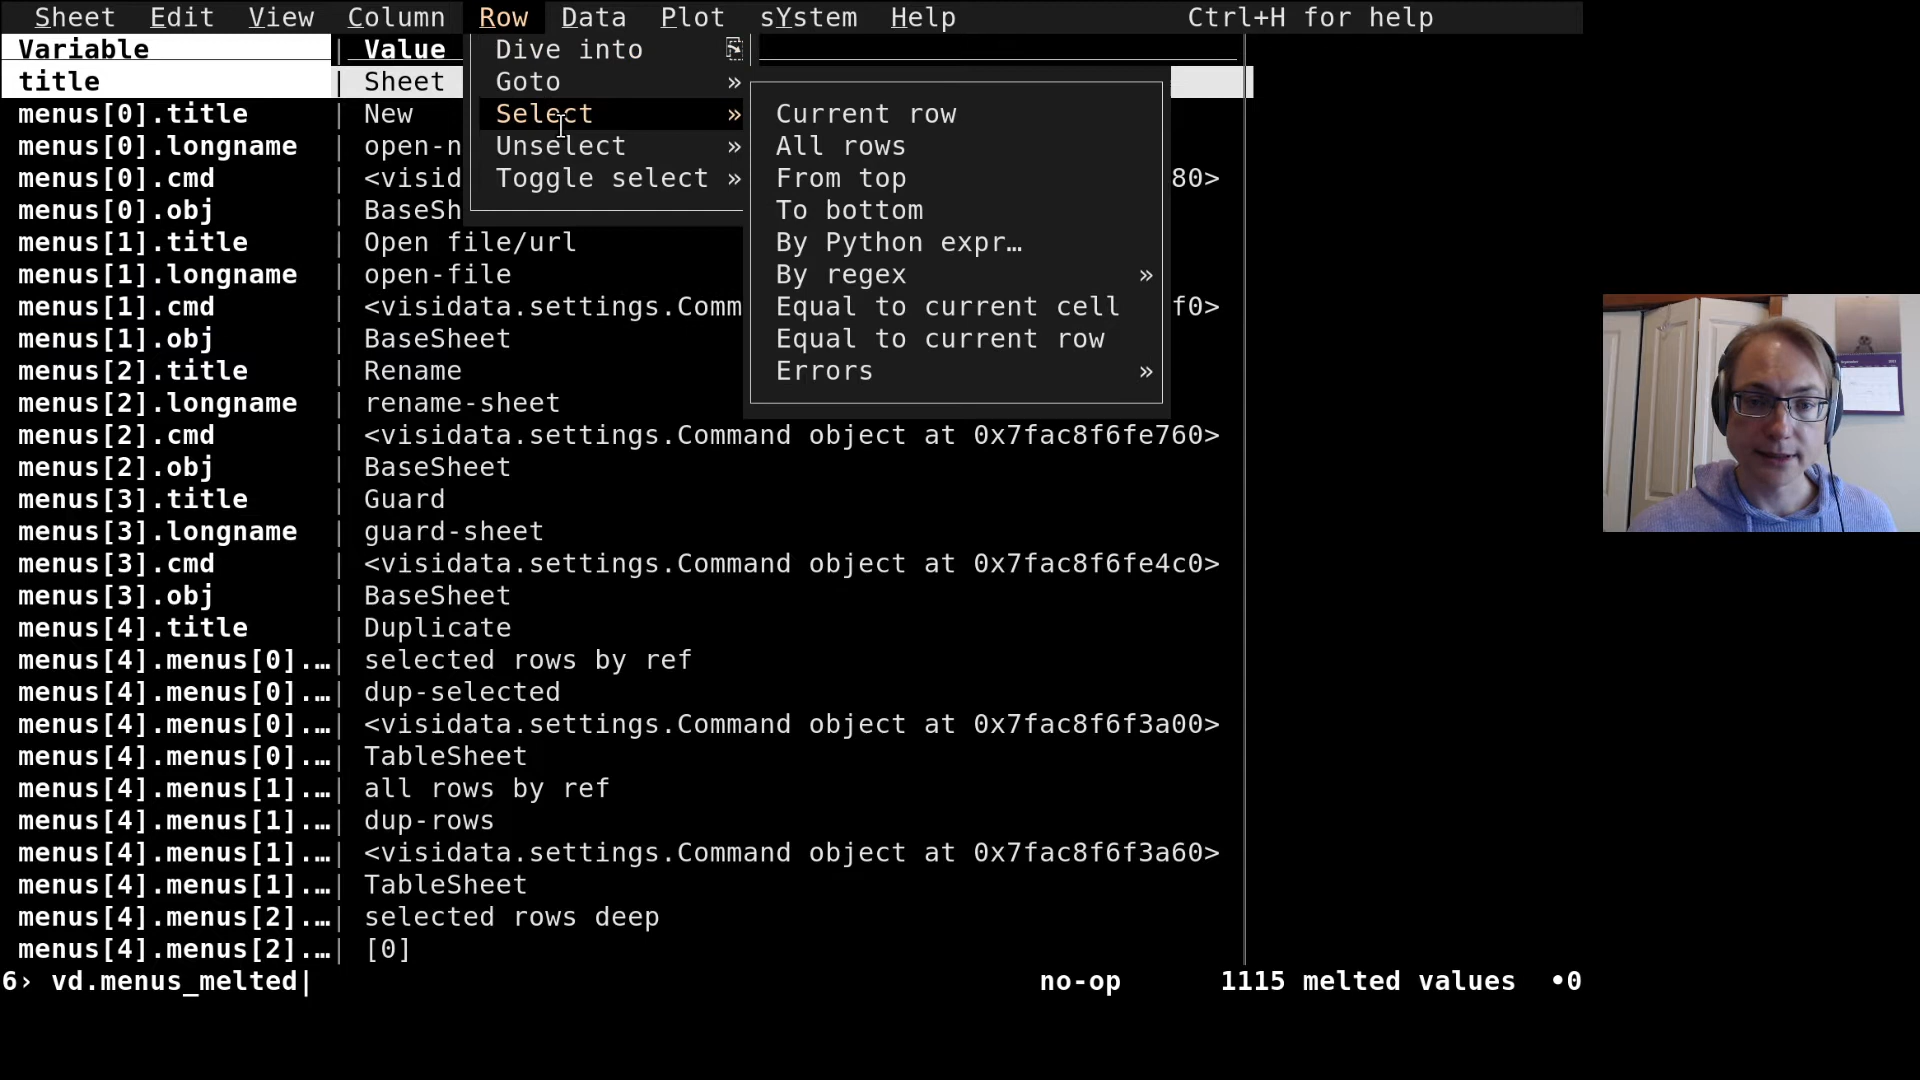 Sheet Edit View Column Row Data Plot sYstem Help Ctrl+H for help
Variable | Value Dive into
title | Sheet Goto »
menus[0].title | New Select » Current row
menus[0].longname | open-n Unselect » All rows
menus[0].cmd | <visid Toggle select » From top 80>
menus[0].obj | BaseSh To bottom
menus[1].title | Open file/url By Python expr…
menus[1].longname | open-file By regex »
menus[1].cmd | <visidata.settings.Comm Equal to current cell f0>
menus[1].obj | BaseSheet Equal to current row
menus[2].title | Rename Errors »
menus[2].longname | rename-sheet
menus[2].cmd | <visidata.settings.Command object at 0x7fac8f6fe760>
menus[2].obj | BaseSheet
menus[3].title | Guard
menus[3].longname | guard-sheet
menus[3].cmd | <visidata.settings.Command object at 0x7fac8f6fe4c0>
menus[3].obj | BaseSheet
menus[4].title | Duplicate
menus[4].menus[0].… | selected rows by ref
menus[4].menus[0].… | dup-selected
menus[4].menus[0].… | <visidata.settings.Command object at 0x7fac8f6f3a00>
menus[4].menus[0].… | TableSheet
menus[4].menus[1].… | all rows by ref
menus[4].menus[1].… | dup-rows
menus[4].menus[1].… | <visidata.settings.Command object at 0x7fac8f6f3a60>
menus[4].menus[1].… | TableSheet
menus[4].menus[2].… | selected rows deep
menus[4].menus[2].… | [0]
6› vd.menus_melted| no-op 1115 melted values •0